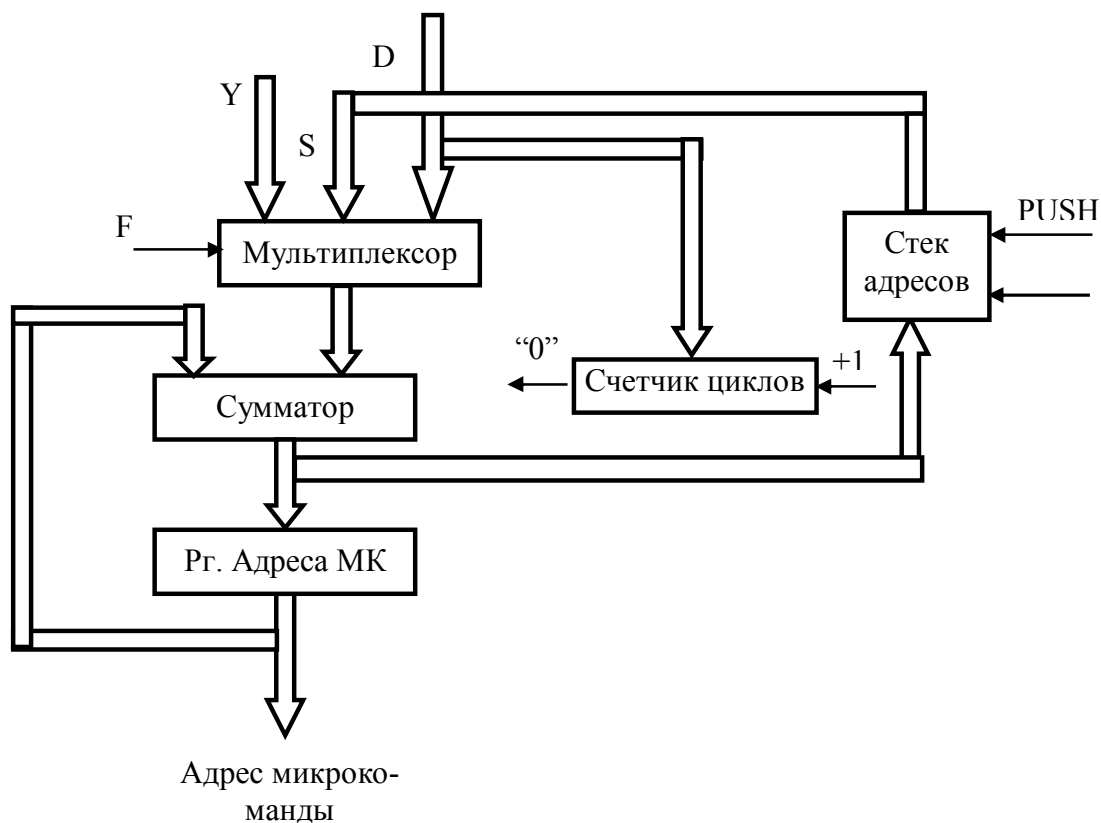 D
Y
S
F
PUSH
Мультиплексор
Стек
адресов
“0”
+1
Счетчик циклов
Сумматор
Рг. Адреса МК
Адрес микроко-
манды